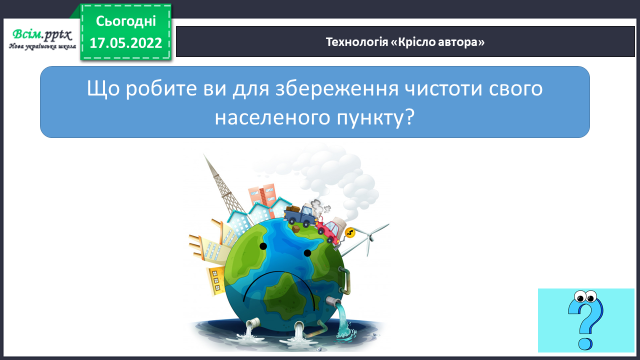 Всім.pptx
Нова українська школа
Сьогодні
17.05.2022
Технологія «Крісло автора»
Що робите ви для збереження чистоти свого
населеного пункту?